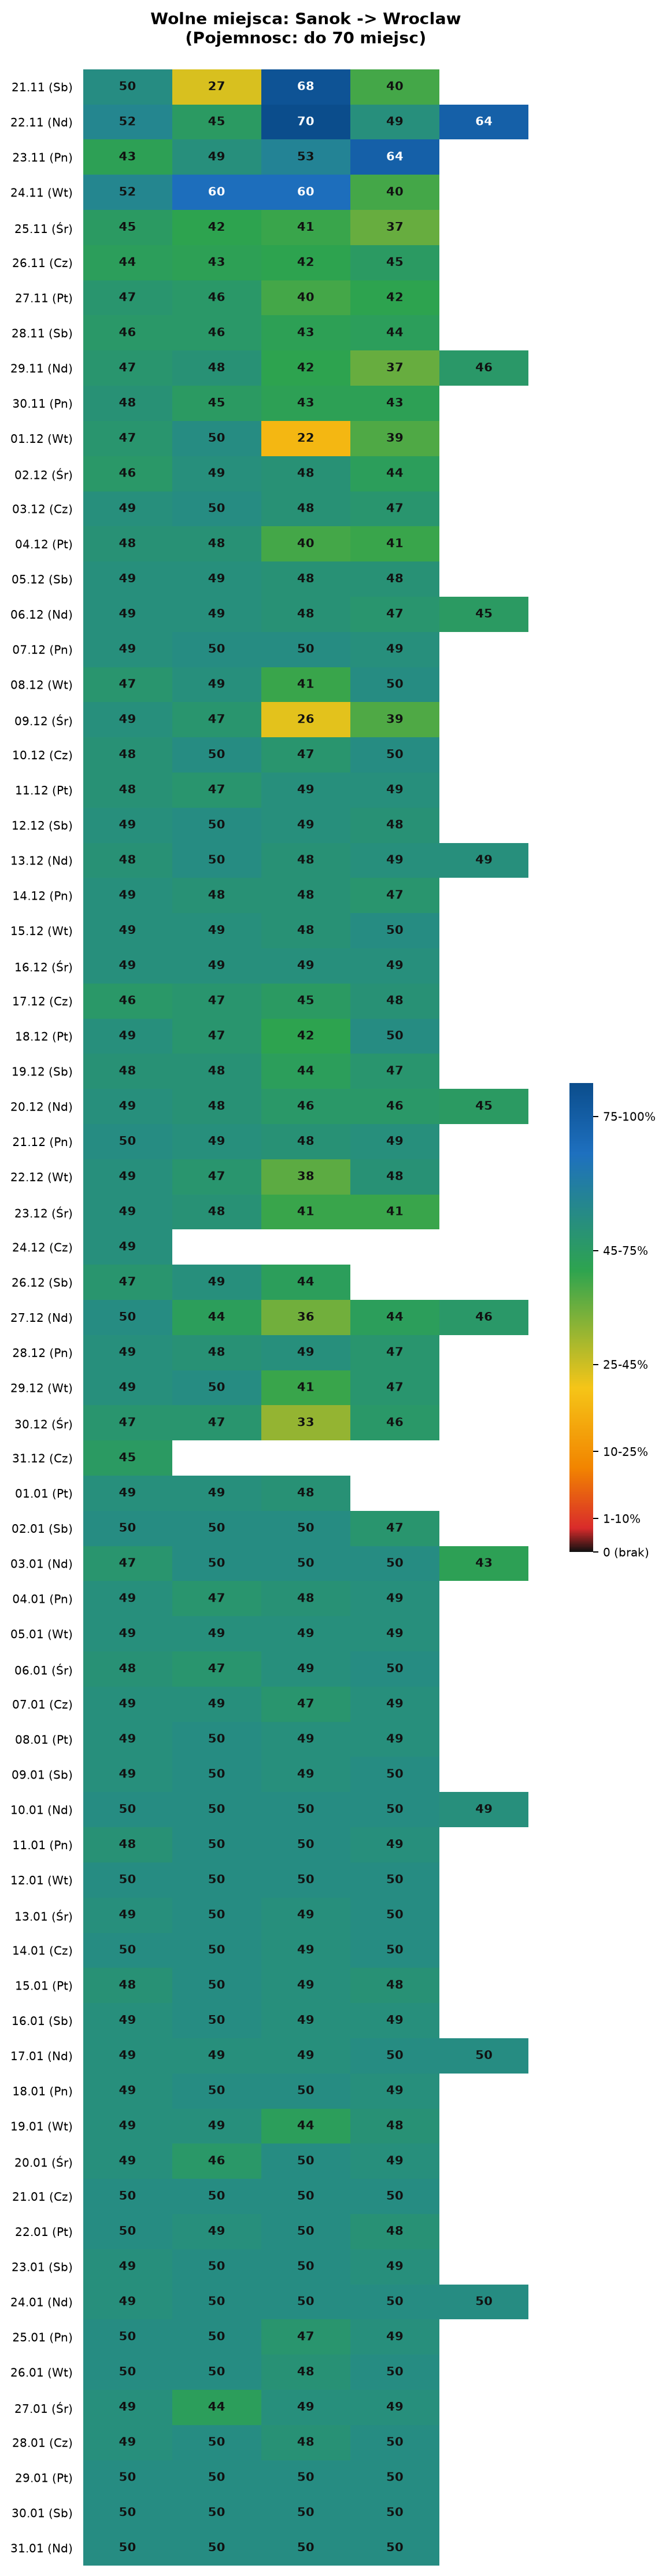 Wolne miejsca: Sanok -> Wroclaw
(Pojemnosc: do 70 miejsc)
21.11 (Sb) 50 27 68 40
22.11 (Nd) 52 45 70 49 64
23.11 (Pn) 43 49 53 64
24.11 (Wt) 52 60 60 40
25.11 (Śr) 45 42 41 37
26.11 (Cz) 44 43 42 45
27.11 (Pt) 47 46 40 42
28.11 (Sb) 46 46 43 44
29.11 (Nd) 47 48 42 37 46
30.11 (Pn) 48 45 43 43
01.12 (Wt) 47 50 22 39
02.12 (Śr) 46 49 48 44
03.12 (Cz) 49 50 48 47
04.12 (Pt) 48 48 40 41
05.12 (Sb) 49 49 48 48
06.12 (Nd) 49 49 48 47 45
07.12 (Pn) 49 50 50 49
08.12 (Wt) 47 49 41 50
09.12 (Śr) 49 47 26 39
10.12 (Cz) 48 50 47 50
11.12 (Pt) 48 47 49 49
12.12 (Sb) 49 50 49 48
13.12 (Nd) 48 50 48 49 49
14.12 (Pn) 49 48 48 47
15.12 (Wt) 49 49 48 50
16.12 (Śr) 49 49 49 49
17.12 (Cz) 46 47 45 48
18.12 (Pt) 49 47 42 50
19.12 (Sb) 48 48 44 47
20.12 (Nd) 49 48 46 46 45
75-100%
21.12 (Pn) 50 49 48 49
22.12 (Wt) 49 47 38 48
23.12 (Śr) 49 48 41 41
24.12 (Cz) 49
45-75%
26.12 (Sb) 47 49 44
27.12 (Nd) 50 44 36 44 46
28.12 (Pn) 49 48 49 47
25-45%
29.12 (Wt) 49 50 41 47
30.12 (Śr) 47 47 33 46
31.12 (Cz) 45
10-25%
01.01 (Pt) 49 49 48
02.01 (Sb) 50 50 50 47
1-10%
0 (brak)
03.01 (Nd) 47 50 50 50 43
04.01 (Pn) 49 47 48 49
05.01 (Wt) 49 49 49 49
06.01 (Śr) 48 47 49 50
07.01 (Cz) 49 49 47 49
08.01 (Pt) 49 50 49 49
09.01 (Sb) 49 50 49 50
10.01 (Nd) 50 50 50 50 49
11.01 (Pn) 48 50 50 49
12.01 (Wt) 50 50 50 50
13.01 (Śr) 49 50 49 50
14.01 (Cz) 50 50 49 50
15.01 (Pt) 48 50 49 48
16.01 (Sb) 49 50 49 49
17.01 (Nd) 49 49 49 50 50
18.01 (Pn) 49 50 50 49
19.01 (Wt) 49 49 44 48
20.01 (Śr) 49 46 50 49
21.01 (Cz) 50 50 50 50
22.01 (Pt) 50 49 50 48
23.01 (Sb) 49 50 50 49
24.01 (Nd) 49 50 50 50 50
25.01 (Pn) 50 50 47 49
26.01 (Wt) 50 50 48 50
27.01 (Śr) 49 44 49 49
28.01 (Cz) 49 50 48 50
29.01 (Pt) 50 50 50 50
30.01 (Sb) 50 50 50 50
31.01 (Nd) 50 50 50 50